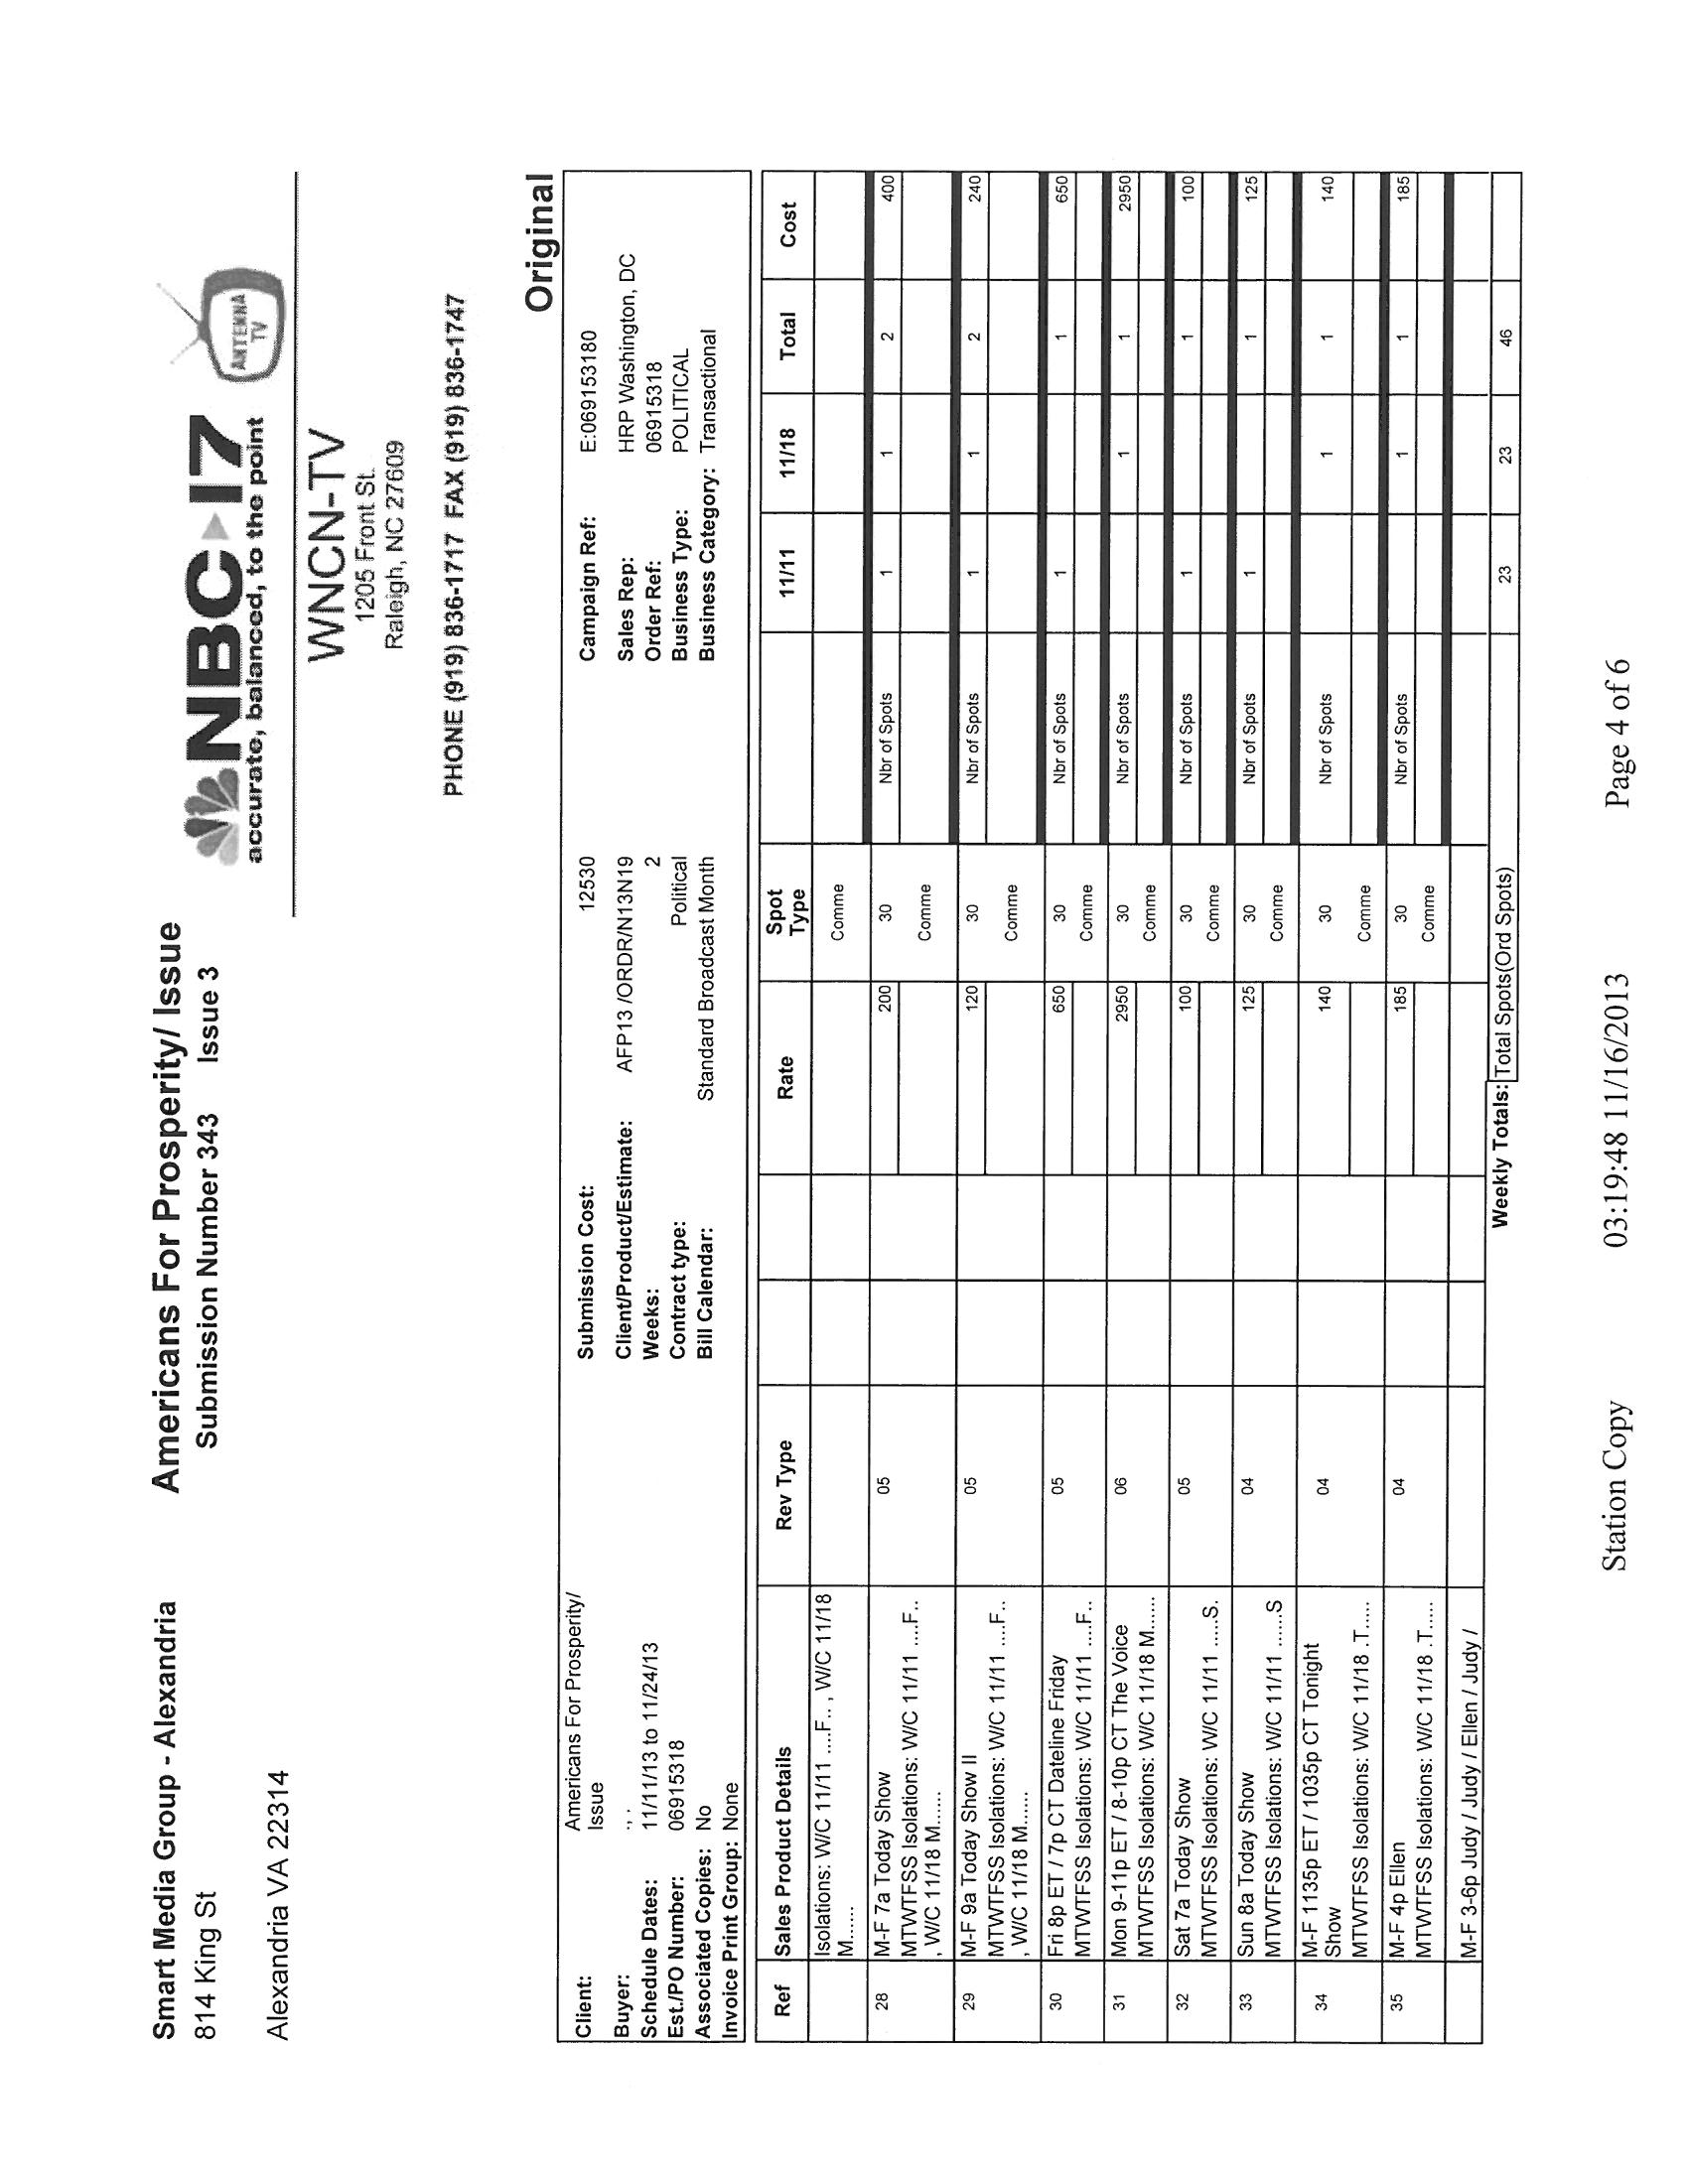 Smart Media Group - Alexandria
814 King St
Alexandria VA 22314
Americans For Prosperity/ Issue
Submission Number 343 Issue 3
NBC 17
accurate, balanced, to the point
ANTENNA TV
WNCN-TV
1205 Front St.
Raleigh, NC 27609
PHONE (919) 836-1717 FAX (919) 836-1747
Original
Client: Americans For Prosperity/ Issue
Buyer: , ,
Schedule Dates: 11/11/13 to 11/24/13
Est./PO Number: 06915318
Associated Copies: No
Invoice Print Group: None
Submission Cost: 12530
Client/Product/Estimate: AFP13 /ORDR/N13N19
Weeks: 2
Contract type: Political
Bill Calendar: Standard Broadcast Month
Campaign Ref: E:069153180
Sales Rep: HRP Washington, DC
Order Ref: 06915318
Business Type: POLITICAL
Business Category: Transactional
Ref Sales Product Details Rev Type Rate Spot Type 11/11 11/18 Total Cost
Isolations: W/C 11/11 ....F.. , W/C 11/18 Comme
M......
28 M-F 7a Today Show 05 200 30 Nbr of Spots 1 1 2 400
MTWTFSS Isolations: W/C 11/11 ....F.. Comme
, W/C 11/18 M......
29 M-F 9a Today Show II 05 120 30 Nbr of Spots 1 1 2 240
MTWTFSS Isolations: W/C 11/11 ....F.. Comme
, W/C 11/18 M......
30 Fri 8p ET / 7p CT Dateline Friday 05 650 30 Nbr of Spots 1 1 650
MTWTFSS Isolations: W/C 11/11 ....F.. Comme
31 Mon 9-11p ET / 8-10p CT The Voice 06 2950 30 Nbr of Spots 1 1 2950
MTWTFSS Isolations: W/C 11/18 M...... Comme
32 Sat 7a Today Show 05 100 30 Nbr of Spots 1 1 100
MTWTFSS Isolations: W/C 11/11 .....S. Comme
33 Sun 8a Today Show 04 125 30 Nbr of Spots 1 1 125
MTWTFSS Isolations: W/C 11/11 ......S Comme
34 M-F 1135p ET / 1035p CT Tonight 04 140 30 Nbr of Spots 1 1 140
Show
MTWTFSS Isolations: W/C 11/18 .T..... Comme
35 M-F 4p Ellen 04 185 30 Nbr of Spots 1 1 185
MTWTFSS Isolations: W/C 11/18 .T..... Comme
M-F 3-6p Judy / Judy / Ellen / Judy /
Weekly Totals: Total Spots(Ord Spots) 23 23 46
Station Copy 03:19:48 11/16/2013 Page 4 of 6